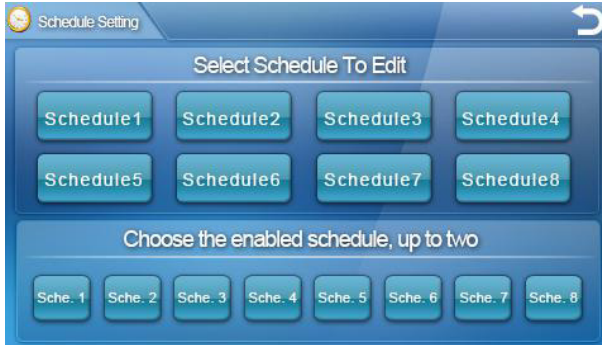 Schedule Setting
Select Schedule To Edit
Schedule1 Schedule2 Schedule3 Schedule4
Schedule5 Schedule6 Schedule7 Schedule8
Choose the enabled schedule, up to two
Sche. 1 Sche. 2 Sche. 3 Sche. 4 Sche. 5 Sche. 6 Sche. 7 Sche. 8